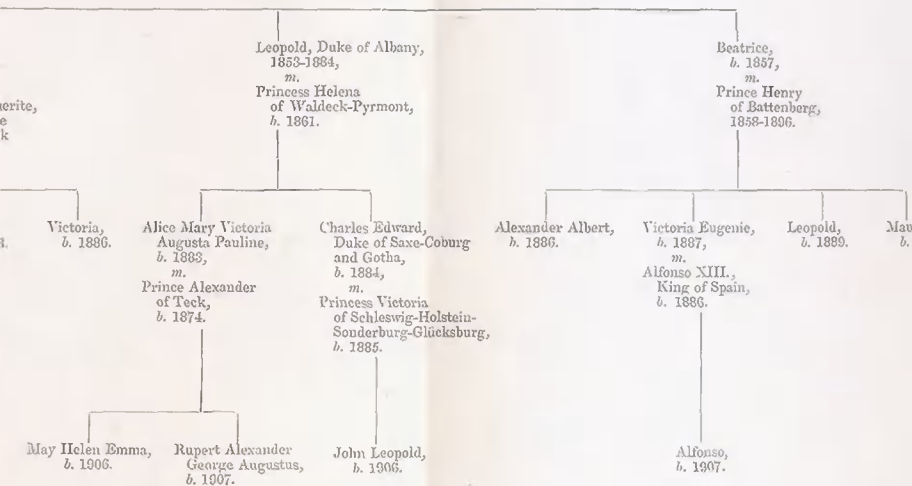 Leopold, Duke of Albany,
1853-1884,
m.
Princess Helena
of Waldeck-Pyrmont,
b. 1861.
Beatrice,
b. 1857,
m.
Prince Henry
of Battenberg,
1858-1896.
Victoria,
b. 1886.
Alice Mary Victoria
Augusta Pauline,
b. 1883,
m.
Prince Alexander
of Teck,
b. 1874.
Charles Edward,
Duke of Saxe-Coburg
and Gotha,
b. 1884,
m.
Princess Victoria
of Schleswig-Holstein-
Sonderburg-Glücksburg,
b. 1885.
Alexander Albert,
b. 1886.
Victoria Eugenie,
b. 1887,
m.
Alfonso XIII.,
King of Spain,
b. 1886.
Leopold,
b. 1889.
b.
May Helen Emma,
b. 1906.
Rupert Alexander
George Augustus,
b. 1907.
John Leopold,
b. 1906.
Alfonso,
b. 1907.